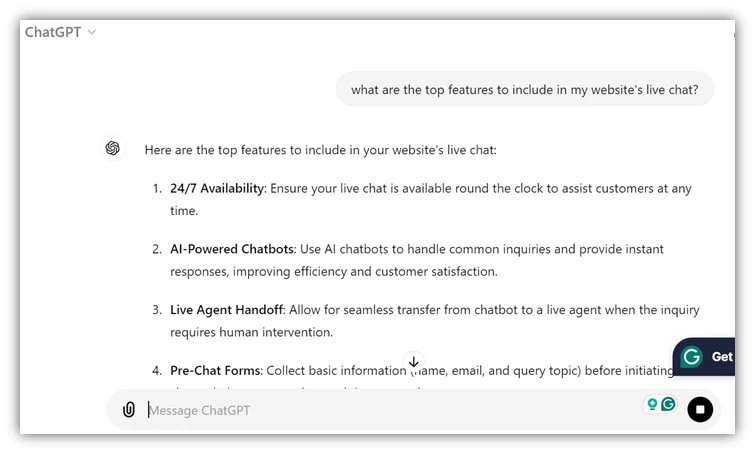 ChatGPT
what are the top features to include in my website's live chat?
Here are the top features to include in your website's live chat:
1. 24/7 Availability: Ensure your live chat is available round the clock to assist customers at any
time.
2. AI-Powered Chatbots: Use AI chatbots to handle common inquiries and provide instant
responses, improving efficiency and customer satisfaction.
3. Live Agent Handoff: Allow for seamless transfer from chatbot to a live agent when the inquiry
requires human intervention.
4. Pre-Chat Forms: Collect basic information (name, email, and query topic) before initiating
Get
Message ChatGPT